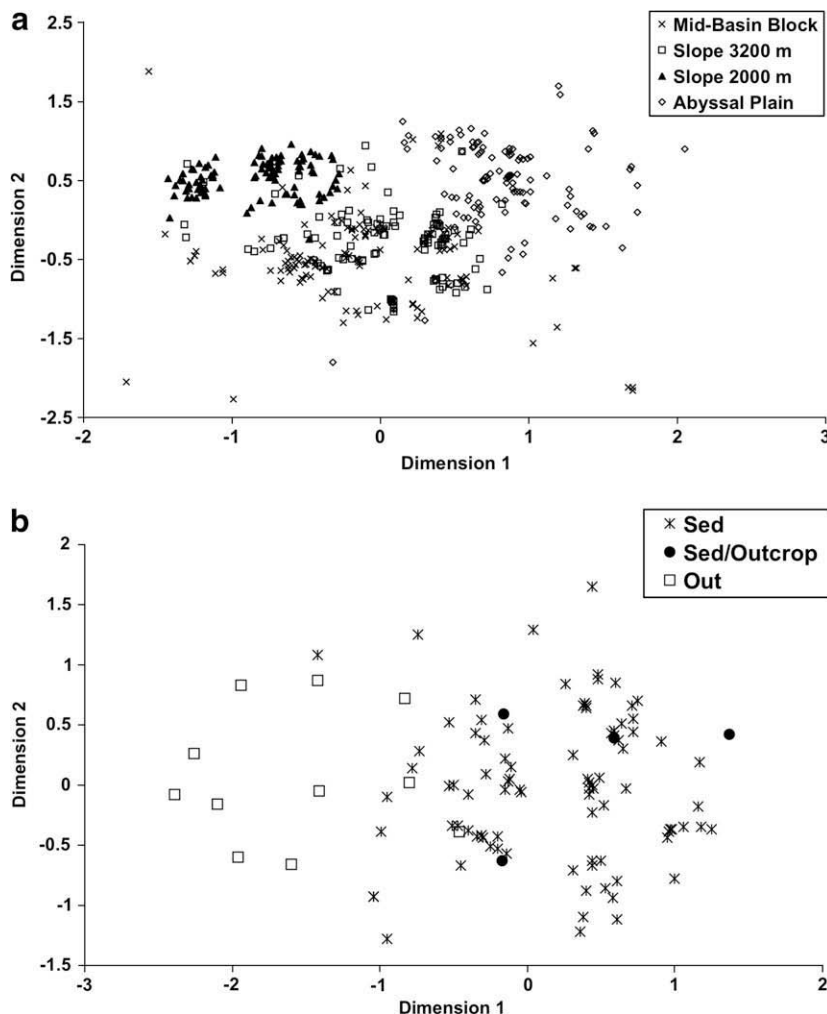 a
2.5
1.5
0.5
-0.5
-1.5
-2.5
Dimension 2
-2
-1
0
1
2
3
Dimension 1
Mid-Basin Block
Slope 3200 m
Slope 2000 m
Abyssal Plain
b
2
1.5
1
0.5
0
-0.5
-1
-1.5
Dimension 2
-3
-2
-1
0
1
2
Dimension 1
Sed
Sed/Outcrop
Out